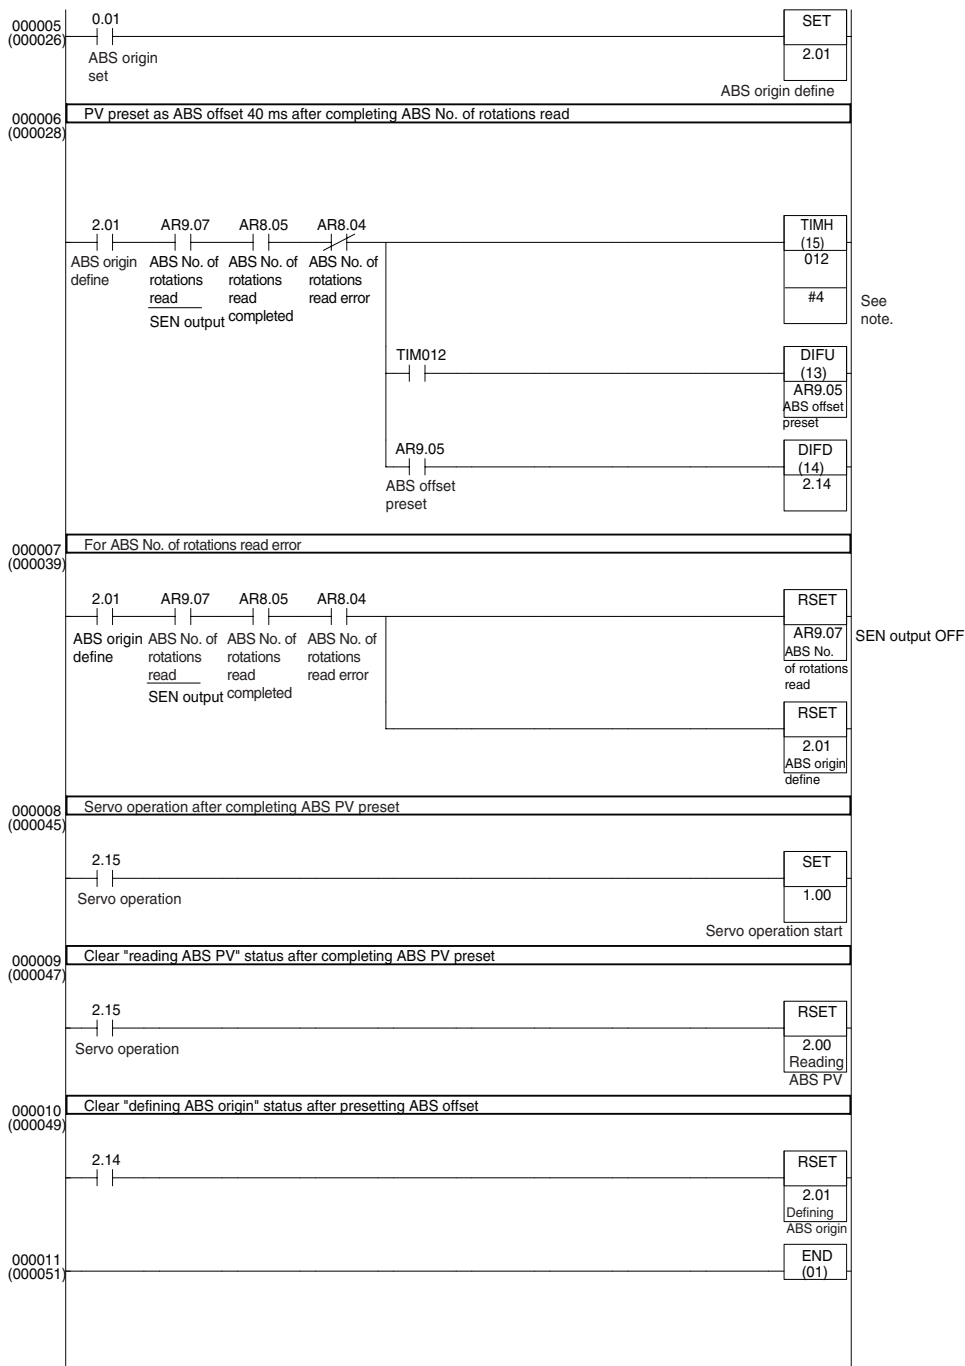 000005
(000026)
0.01
ABS origin
set
SET
2.01
ABS origin define
000006
(000028)
PV preset as ABS offset 40 ms after completing ABS No. of rotations read
2.01
ABS origin
define
AR9.07
ABS No. of
rotations
read
SEN output
AR8.05
ABS No. of
rotations
read
completed
AR8.04
ABS No. of
rotations
read error
TIMH
(15)
012
#4
See
note.
TIM012
DIFU
(13)
AR9.05
ABS offset
preset
AR9.05
ABS offset
preset
DIFD
(14)
2.14
000007
(000039)
For ABS No. of rotations read error
2.01
ABS origin
define
AR9.07
ABS No. of
rotations
read
SEN output
AR8.05
ABS No. of
rotations
read
completed
AR8.04
ABS No. of
rotations
read error
RSET
AR9.07
ABS No.
of rotations
read
SEN output OFF
RSET
2.01
ABS origin
define
000008
(000045)
Servo operation after completing ABS PV preset
2.15
Servo operation
SET
1.00
Servo operation start
000009
(000047)
Clear "reading ABS PV" status after completing ABS PV preset
2.15
Servo operation
RSET
2.00
Reading
ABS PV
000010
(000049)
Clear "defining ABS origin" status after presetting ABS offset
2.14
RSET
2.01
Defining
ABS origin
000011
(000051)
END
(01)